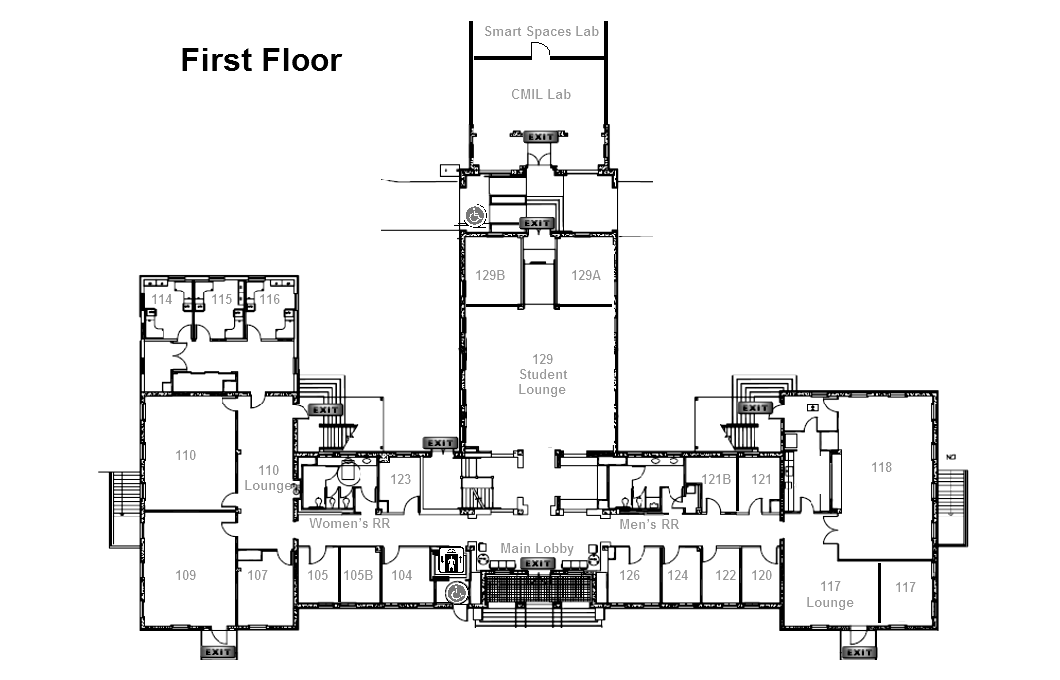 Smart Spaces Lab
First Floor
CMIL Lab
EXIT
EXIT
129B
129A
114
115
116
129
Student
Lounge
EXIT
EXIT
EXIT
110
110
Lounge
123
121B
121
118
Women's RR
Men's RR
Main Lobby
EXIT
109
107
105
105B
104
126
124
122
120
117
Lounge
117
EXIT
EXIT